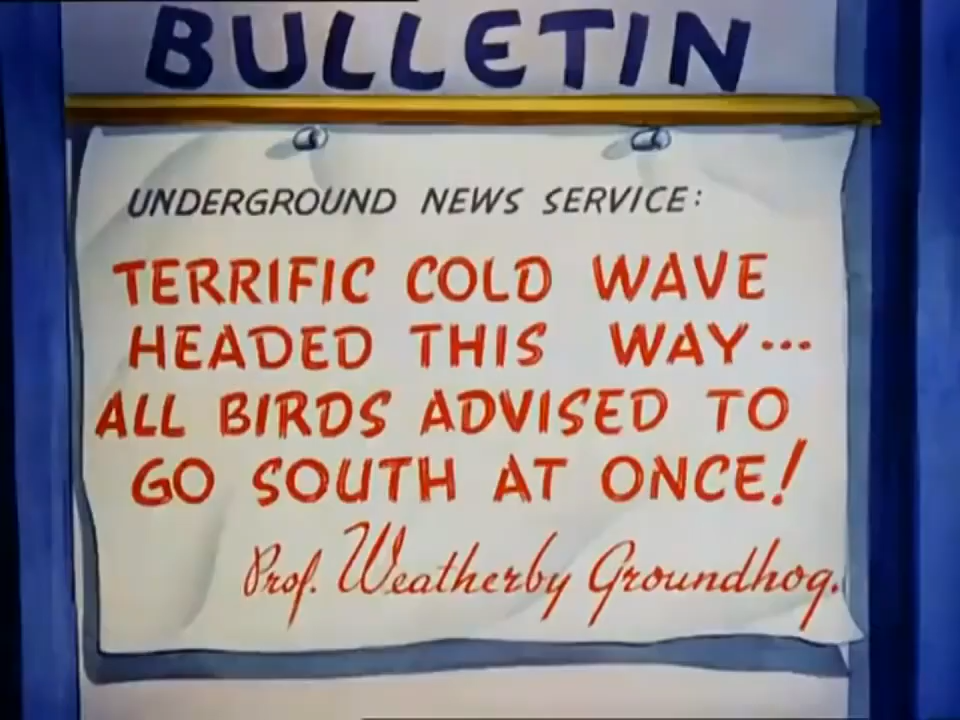 BULLETIN
UNDERGROUND NEWS SERVICE:
TERRIFIC COLD WAVE
HEADED THIS WAY...
ALL BIRDS ADVISED TO
GO SOUTH AT ONCE!
Prof. Weatherby Groundhog.